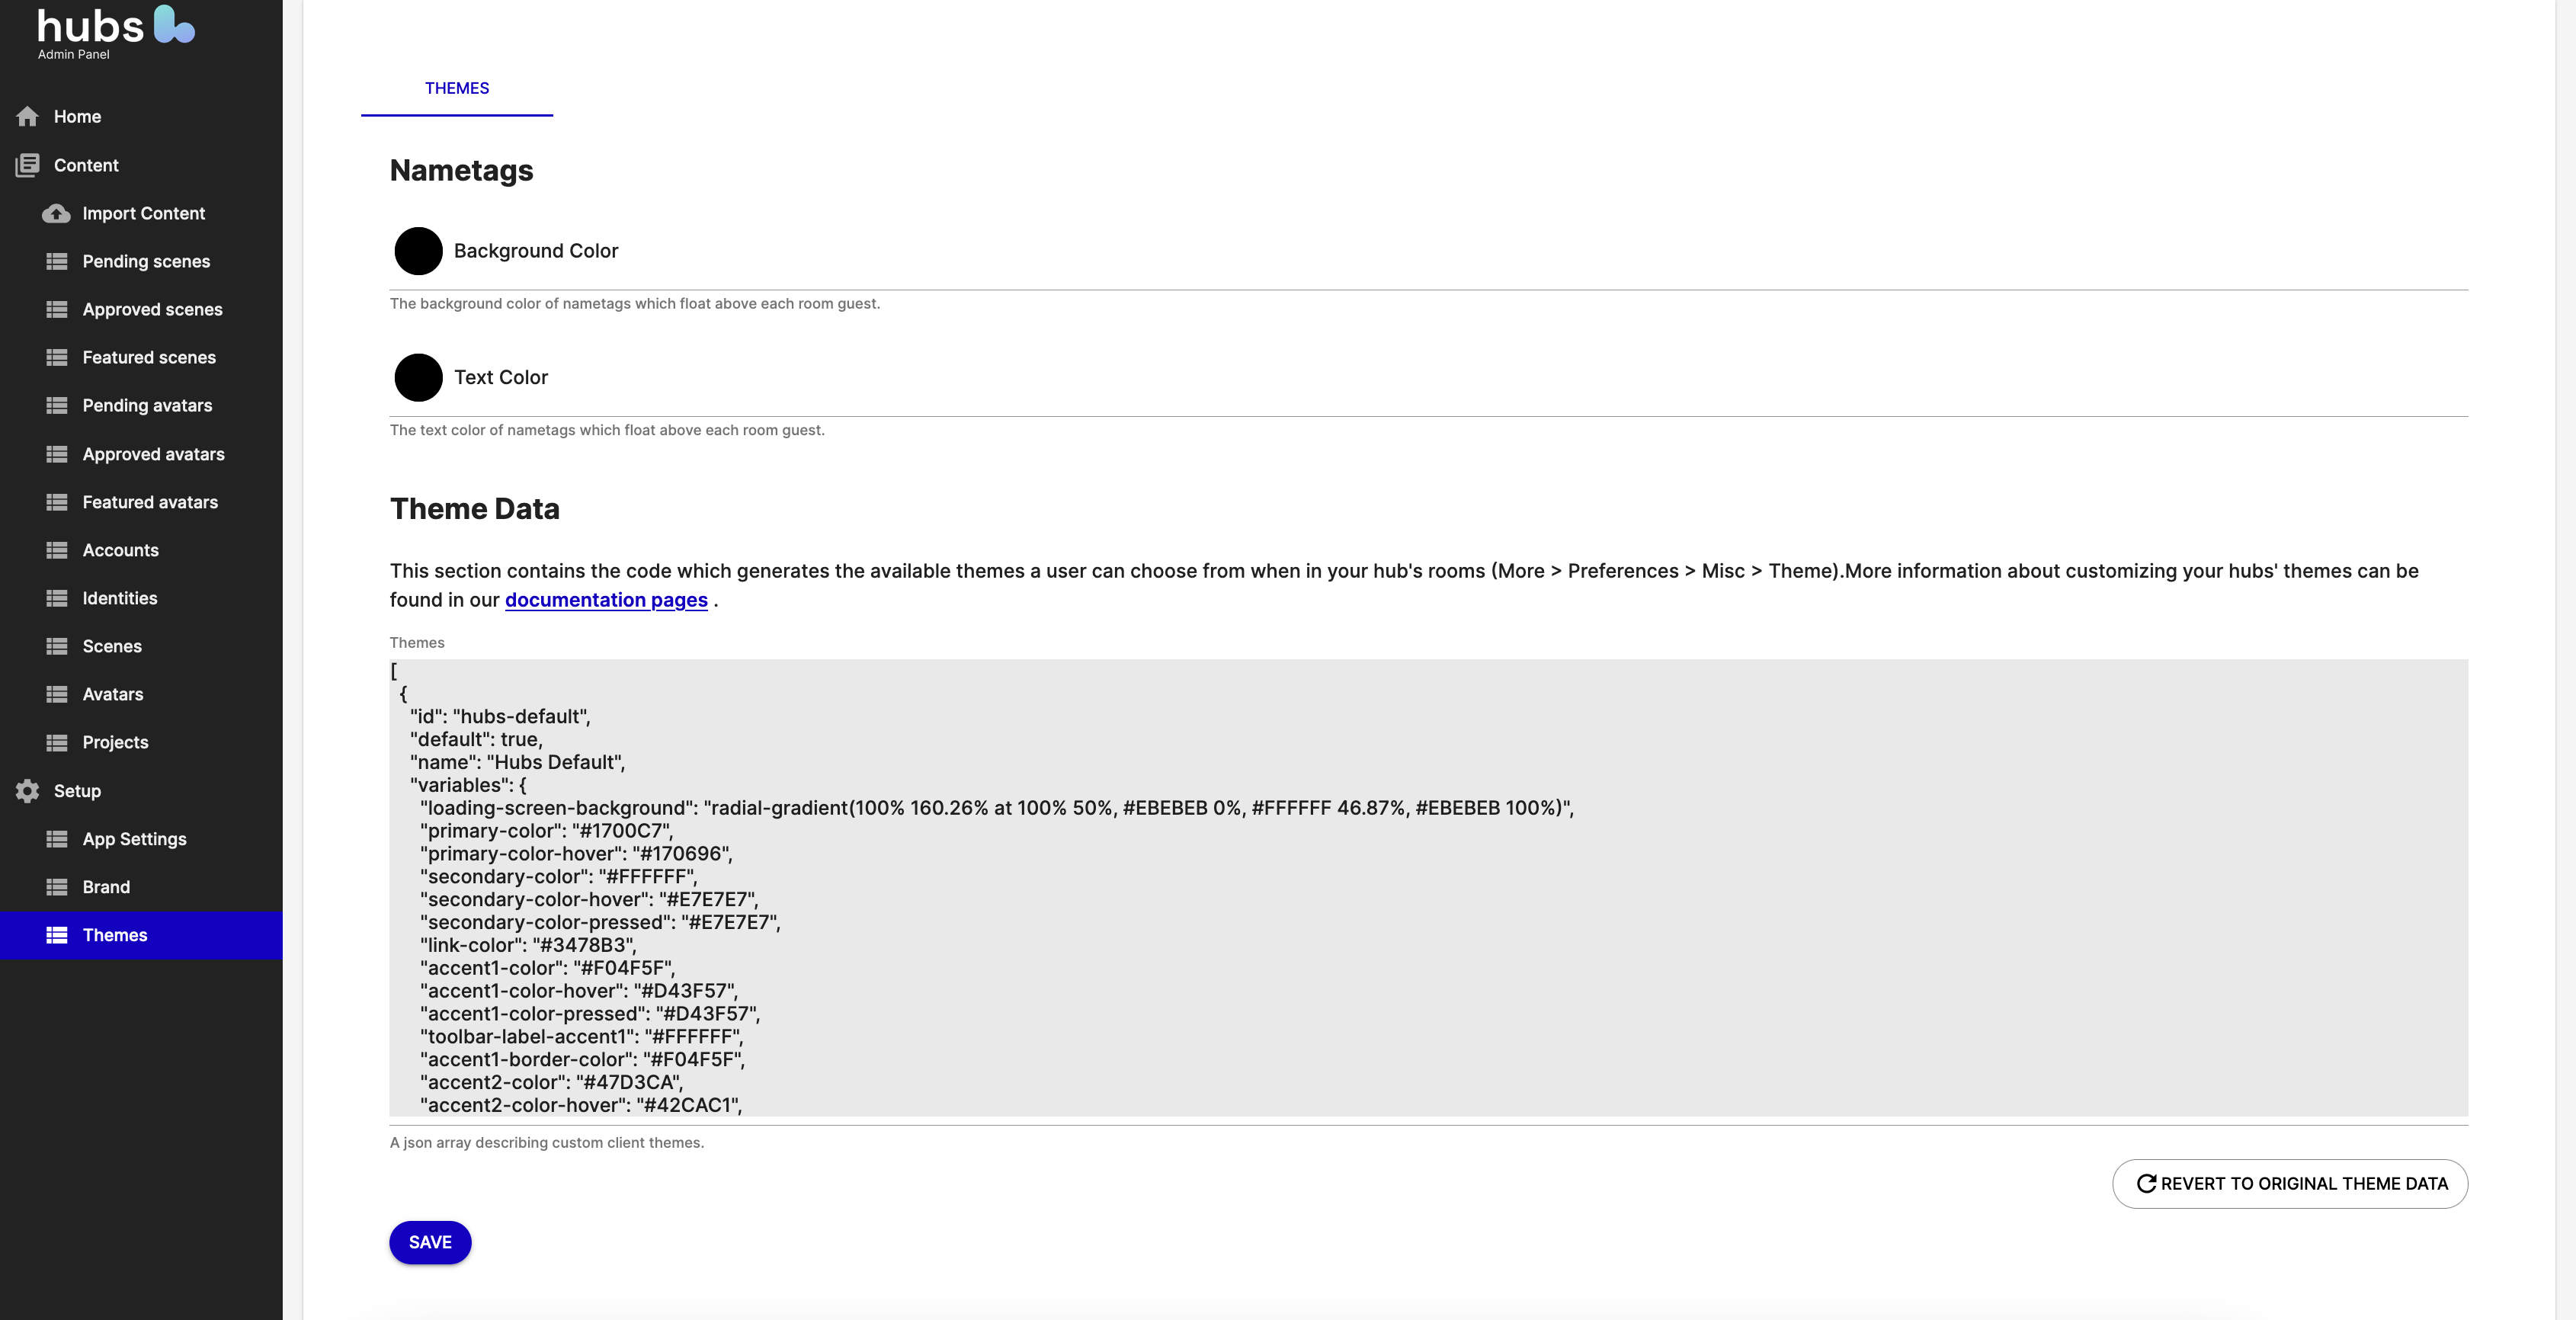 hubs
Admin Panel
Home
Content
Import Content
Pending scenes
Approved scenes
Featured scenes
Pending avatars
Approved avatars
Featured avatars
Accounts
Identities
Scenes
Avatars
Projects
Setup
App Settings
Brand
Themes
THEMES
Nametags
Background Color
The background color of nametags which float above each room guest.
Text Color
The text color of nametags which float above each room guest.
Theme Data
This section contains the code which generates the available themes a user can choose from when in your hub's rooms (More > Preferences > Misc > Theme).More information about customizing your hubs' themes can be
found in our documentation pages .
Themes
[
{
"id": "hubs-default",
"default": true,
"name": "Hubs Default",
"variables": {
"loading-screen-background": "radial-gradient(100% 160.26% at 100% 50%, #EBEBEB 0%, #FFFFFF 46.87%, #EBEBEB 100%)",
"primary-color": "#1700C7",
"primary-color-hover": "#170696",
"secondary-color": "#FFFFFF",
"secondary-color-hover": "#E7E7E7",
"secondary-color-pressed": "#E7E7E7",
"link-color": "#3478B3",
"accent1-color": "#F04F5F",
"accent1-color-hover": "#D43F57",
"accent1-color-pressed": "#D43F57",
"toolbar-label-accent1": "#FFFFFF",
"accent1-border-color": "#F04F5F",
"accent2-color": "#47D3CA",
"accent2-color-hover": "#42CAC1",
A json array describing custom client themes.
REVERT TO ORIGINAL THEME DATA
SAVE